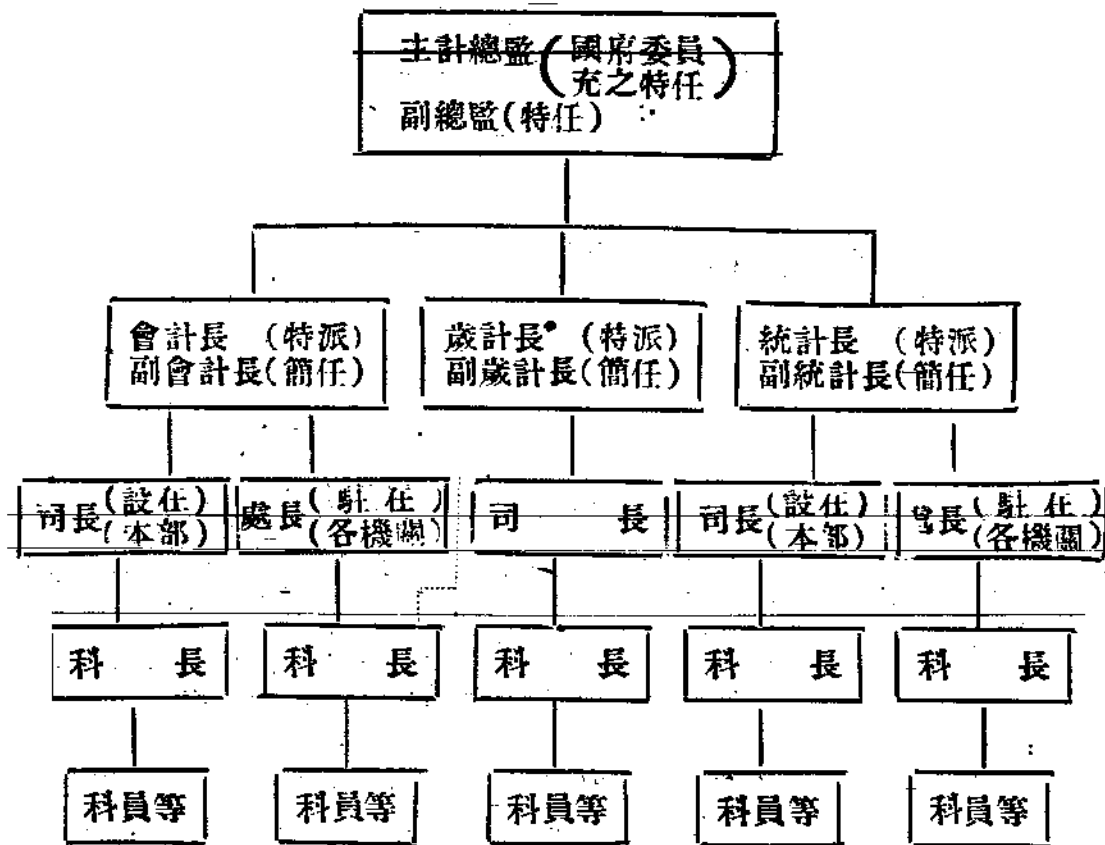 主計總監(國府委員充之特任)
副總監(特任)
會計長 (特派)
副會計長(簡任)
歲計長 (特派)
副歲計長(簡任)
統計長 (特派)
副統計長(簡任)
司長(設在)(本部)
處長(駐在)(各機關)
司 長
司長(設在)(本部)
長(駐在)(各機關)
科 長
科 長
科 長
科 長
科 長
科員等
科員等
科員等
科員等
科員等